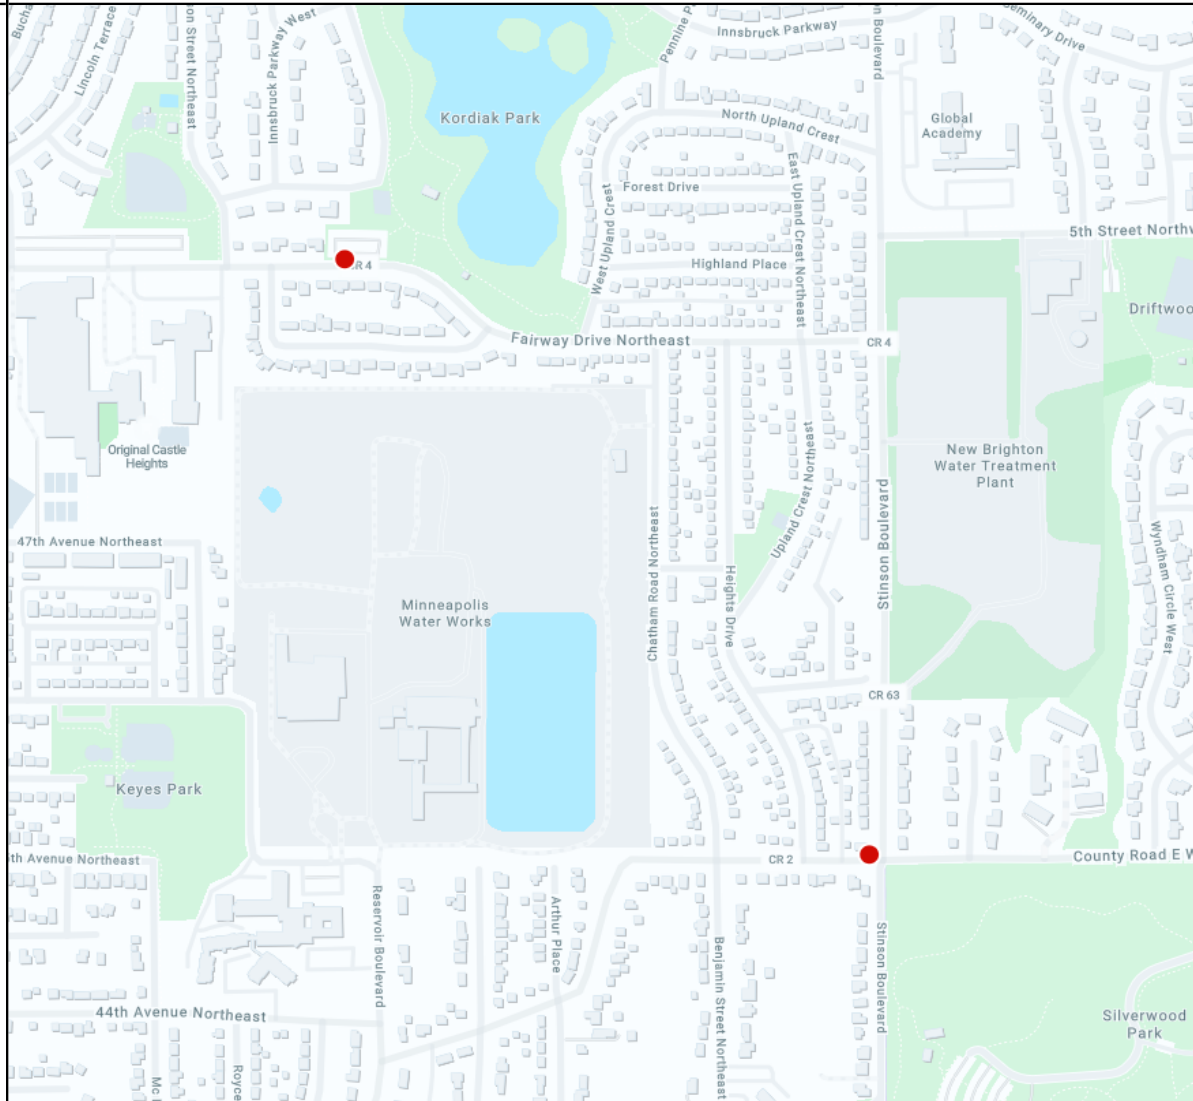 Lincoln Terrace
Innsbruck Parkway West
Pennine
Innsbruck Parkway
Seminary Drive
Kordiak Park
North Upland Crest
Global
Academy
East Upland Crest Northeast
Forest Drive
West Upland Crest
5th Street
Highland Place
CR 4
Fairway Drive Northeast
CR 4
Original Castle
Heights
New Brighton
Water Treatment
Plant
Upland Crest Northeast
Stinson Boulevard
47th Avenue Northeast
Chatham Road Northeast
Heights Drive
Wyndham Circle West
Minneapolis
Water Works
CR 63
Keyes Park
Avenue Northeast
CR 2
County Road E
Reservoir Boulevard
Arthur Place
Benjamin Street Northeast
Stinson Boulevard
44th Avenue Northeast
Silverwood
Park
Royce